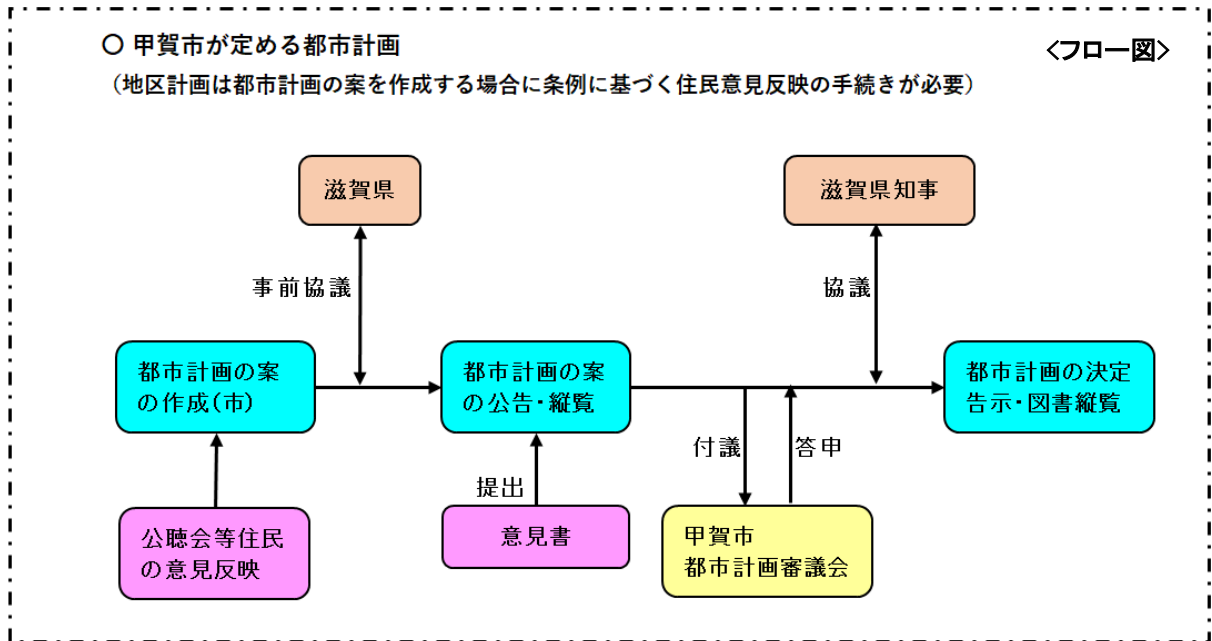 〇 甲賀市が定める都市計画
<フロー図>
（地区計画は都市計画の案を作成する場合に条例に基づく住民意見反映の手続きが必要）
滋賀県
滋賀県知事
事前協議
協議
都市計画の案
の作成（市）
都市計画の案
の公告・縦覧
都市計画の決定
告示・図書縦覧
付議
答申
提出
公聴会等住民
の意見反映
意見書
甲賀市
都市計画審議会